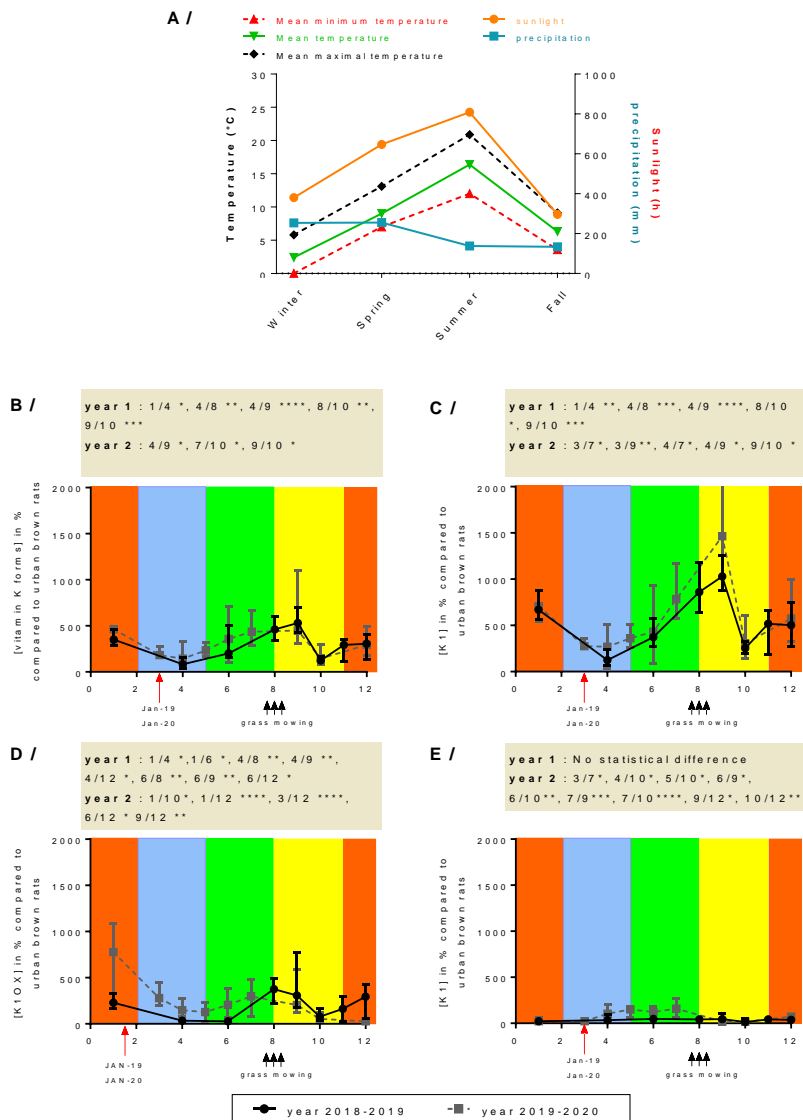 A /
Mean minimum temperature
Mean temperature
Mean maximal temperature
sunlight
precipitation
30
25
20
15
10
5
0
Temperature (°C)
1000
800
600
400
200
0
precipitation (mm)
Sunlight (h)
Winter
Spring
Summer
Fall
B /
year 1 : 1/4 *, 4/8 **, 4/9 ****, 8/10 **,
9/10 ***
year 2 : 4/9 *, 7/10 *, 9/10 *
[vitamin K forms] in %
compared to urban brown rats
2000
1500
1000
500
0
0 2 4 6 8 10 12
Jan-19
Jan-20
grass mowing
C /
year 1 : 1/4 **, 4/8 ***, 4/9 ****, 8/10
*, 9/10 ***
year 2 : 3/7*, 3/9**, 4/7*, 4/9 *, 9/10 *
[K1] in % compared to
urban brown rats
2000
1500
1000
500
0
0 2 4 6 8 10 12
Jan-19
Jan-20
grass mowing
D /
year 1 : 1/4 *,1/6 *, 4/8 **, 4/9 **,
4/12 *, 6/8 **, 6/9 **, 6/12 *
year 2 : 1/10*, 1/12 ****, 3/12 ****,
6/12 * 9/12 **
[K1OX] in % compared to
urban brown rats
2000
1500
1000
500
0
0 2 4 6 8 10 12
JAN-19
JAN-20
grass mowing
E /
year 1 : No statistical difference
year 2 : 3/7*, 4/10*, 5/10*, 6/9*,
6/10**, 7/9***, 7/10****, 9/12*, 10/12**
[K1] in % compared to
urban brown rats
2000
1500
1000
500
0
0 2 4 6 8 10 12
Jan-19
Jan-20
grass mowing
year 2018-2019
year 2019-2020